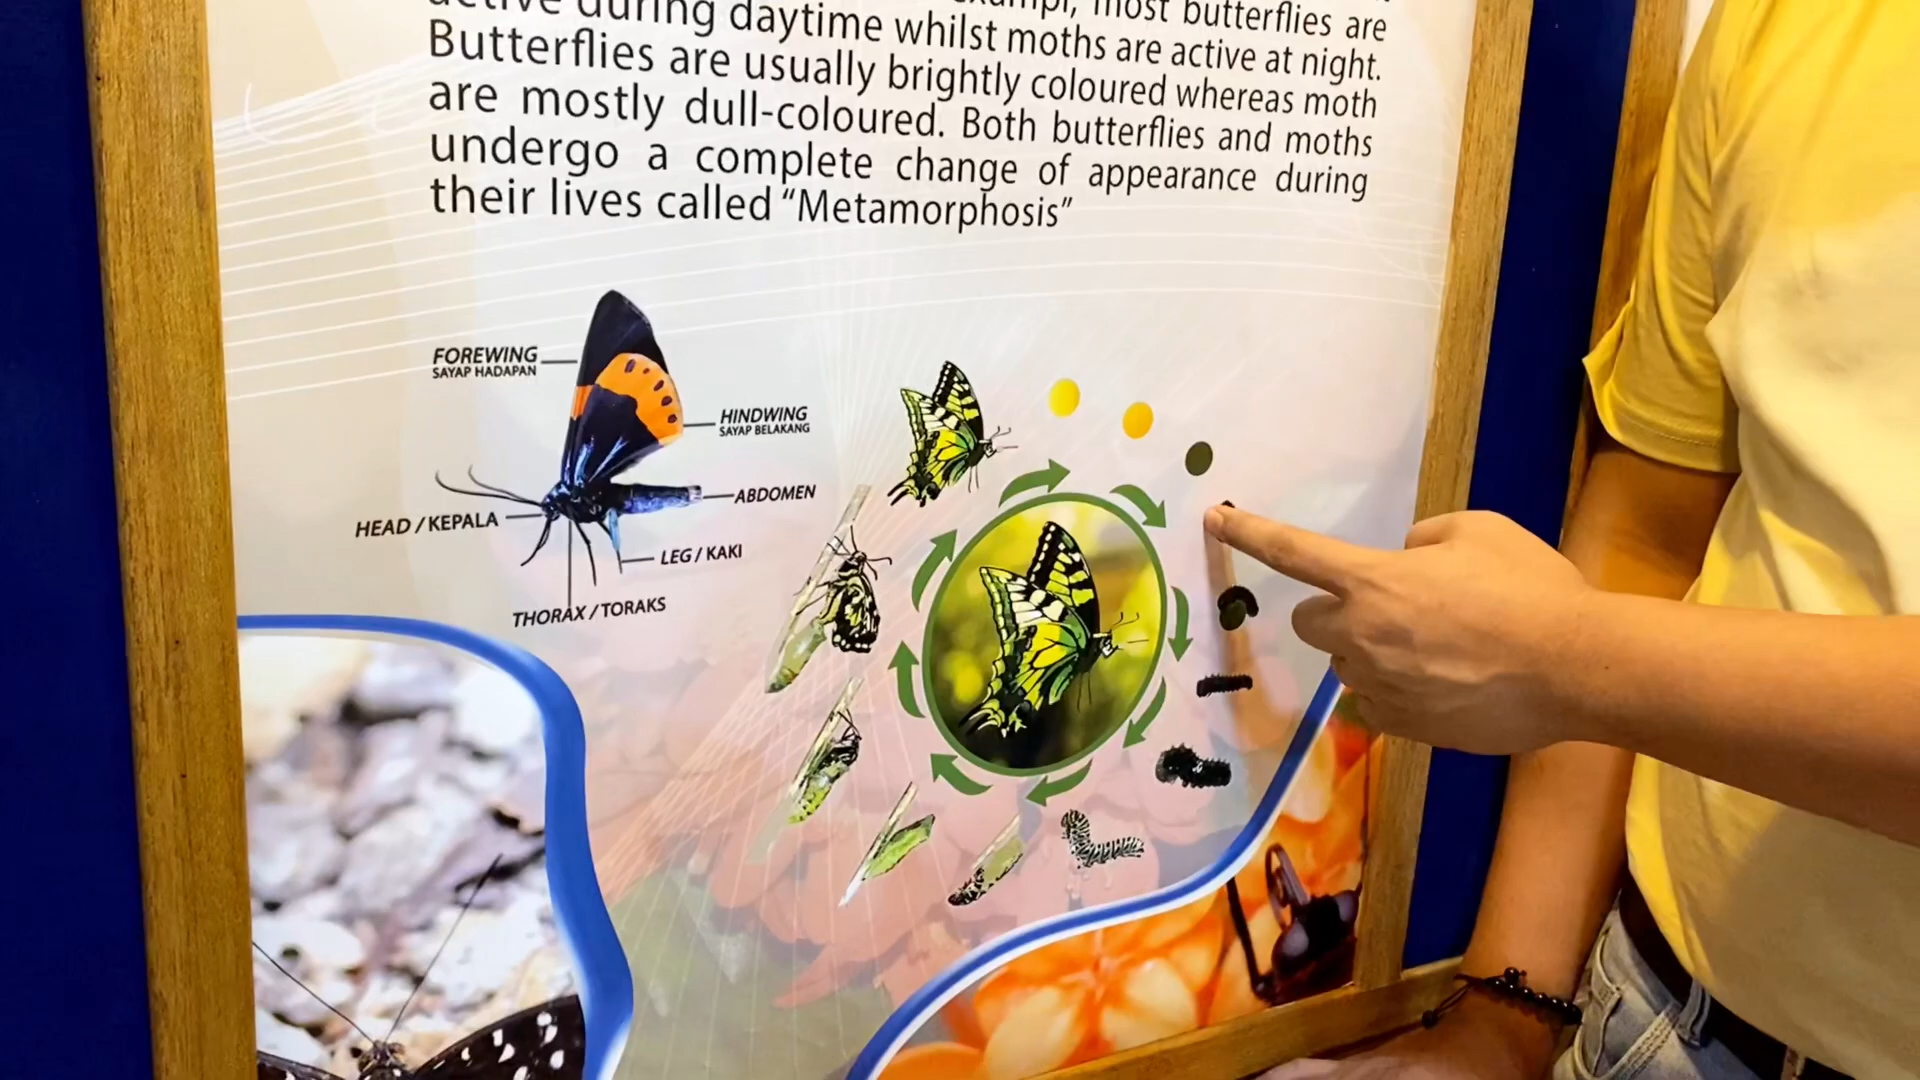 active during daytime whilst moths are active at night.
most butterflies are
Butterflies are usually brightly coloured whereas moth
are mostly dull-coloured. Both butterflies and moths
undergo a complete change of appearance during
their lives called “Metamorphosis”
FOREWING
SAYAP HADAPAN
HINDWING
SAYAP BELAKANG
ABDOMEN
HEAD / KEPALA
LEG / KAKI
THORAX / TORAKS